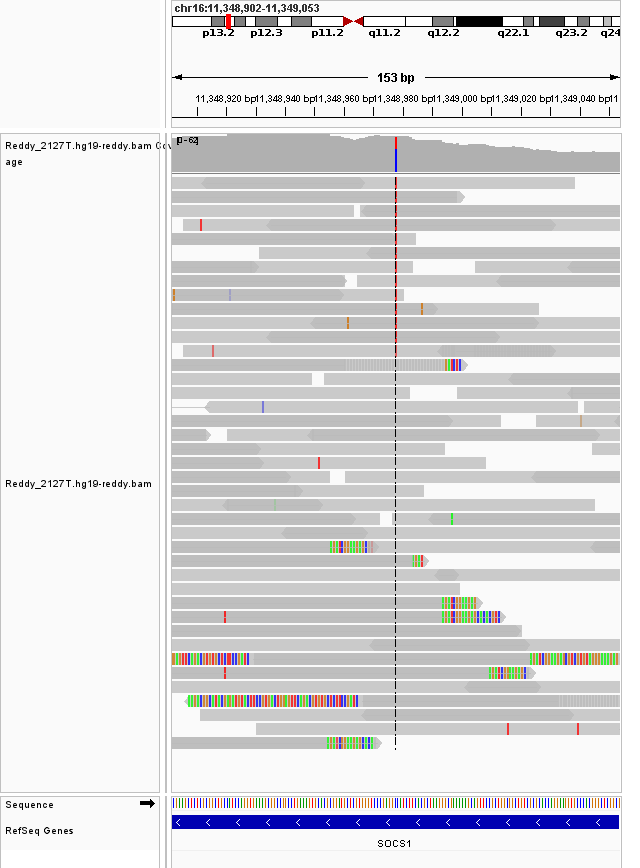 chr16:11,348,902-11,349,053
p13.2 p12.3 p11.2 q11.2 q12.2 q22.1 q23.2 q24
153 bp
11,348,920 bp 11,348,940 bp 11,348,960 bp 11,348,980 bp 11,349,000 bp 11,349,020 bp 11,349,040 bp 11
Reddy_2127T.hg19-reddy.bam Cov
age
[0-62]
Reddy_2127T.hg19-reddy.bam
Sequence
RefSeq Genes
SOCS1